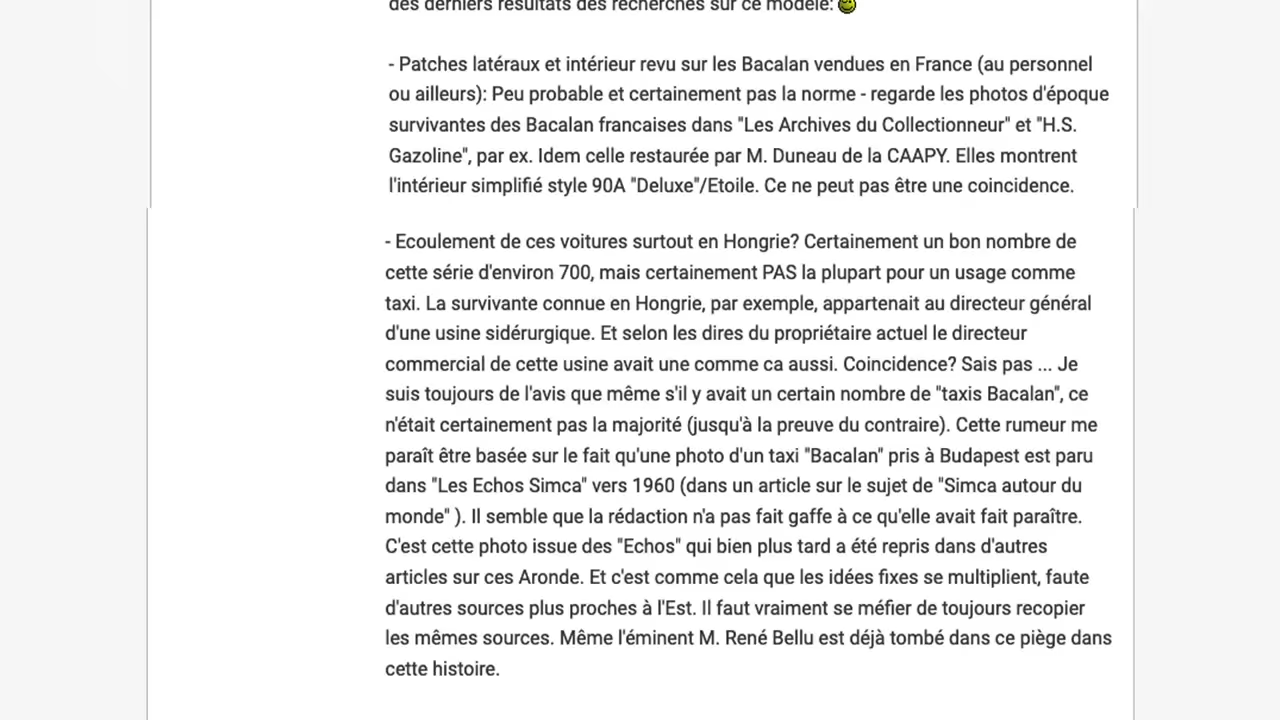 des derniers résultats des recherches sur ce modèle:
- Patches latéraux et intérieur revu sur les Bacalan vendues en France (au personnel
ou ailleurs): Peu probable et certainement pas la norme - regarde les photos d'époque
survivantes des Bacalan francaises dans "Les Archives du Collectionneur" et "H.S.
Gazoline", par ex. Idem celle restaurée par M. Duneau de la CAAPY. Elles montrent
l'intérieur simplifié style 90A "Deluxe"/Etoile. Ce ne peut pas être une coincidence.
- Ecoulement de ces voitures surtout en Hongrie? Certainement un bon nombre de
cette série d'environ 700, mais certainement PAS la plupart pour un usage comme
taxi. La survivante connue en Hongrie, par exemple, appartenait au directeur général
d'une usine sidérurgique. Et selon les dires du propriétaire actuel le directeur
commercial de cette usine avait une comme ca aussi. Coincidence? Sais pas ... Je
suis toujours de l'avis que même s'il y avait un certain nombre de "taxis Bacalan", ce
n'était certainement pas la majorité (jusqu'à la preuve du contraire). Cette rumeur me
paraît être basée sur le fait qu'une photo d'un taxi "Bacalan" pris à Budapest est paru
dans "Les Echos Simca" vers 1960 (dans un article sur le sujet de "Simca autour du
monde" ). Il semble que la rédaction n'a pas fait gaffe à ce qu'elle avait fait paraître.
C'est cette photo issue des "Echos" qui bien plus tard a été repris dans d'autres
articles sur ces Aronde. Et c'est comme cela que les idées fixes se multiplient, faute
d'autres sources plus proches à l'Est. Il faut vraiment se méfier de toujours recopier
les mêmes sources. Même l'éminent M. René Bellu est déjà tombé dans ce piège dans
cette histoire.